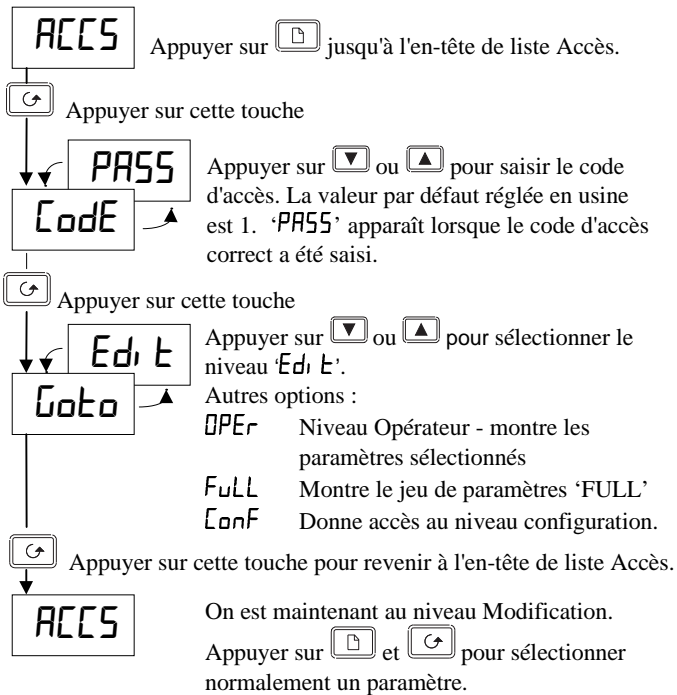 ACCS Appuyer sur jusqu'à l'en-tête de liste Accès.
Appuyer sur cette touche
PASS Appuyer sur ou pour saisir le code
d'accès. La valeur par défaut réglée en usine
CodE est 1. ‘PASS’ apparaît lorsque le code d'accès
correct a été saisi.
Appuyer sur cette touche
Edit Appuyer sur ou pour sélectionner le
niveau ‘Edit’.
Goto Autres options :
OPEr Niveau Opérateur - montre les
paramètres sélectionnés
FuLL Montre le jeu de paramètres ‘FULL’
ConF Donne accès au niveau configuration.
Appuyer sur cette touche pour revenir à l'en-tête de liste Accès.
ACCS On est maintenant au niveau Modification.
Appuyer sur et pour sélectionner
normalement un paramètre.